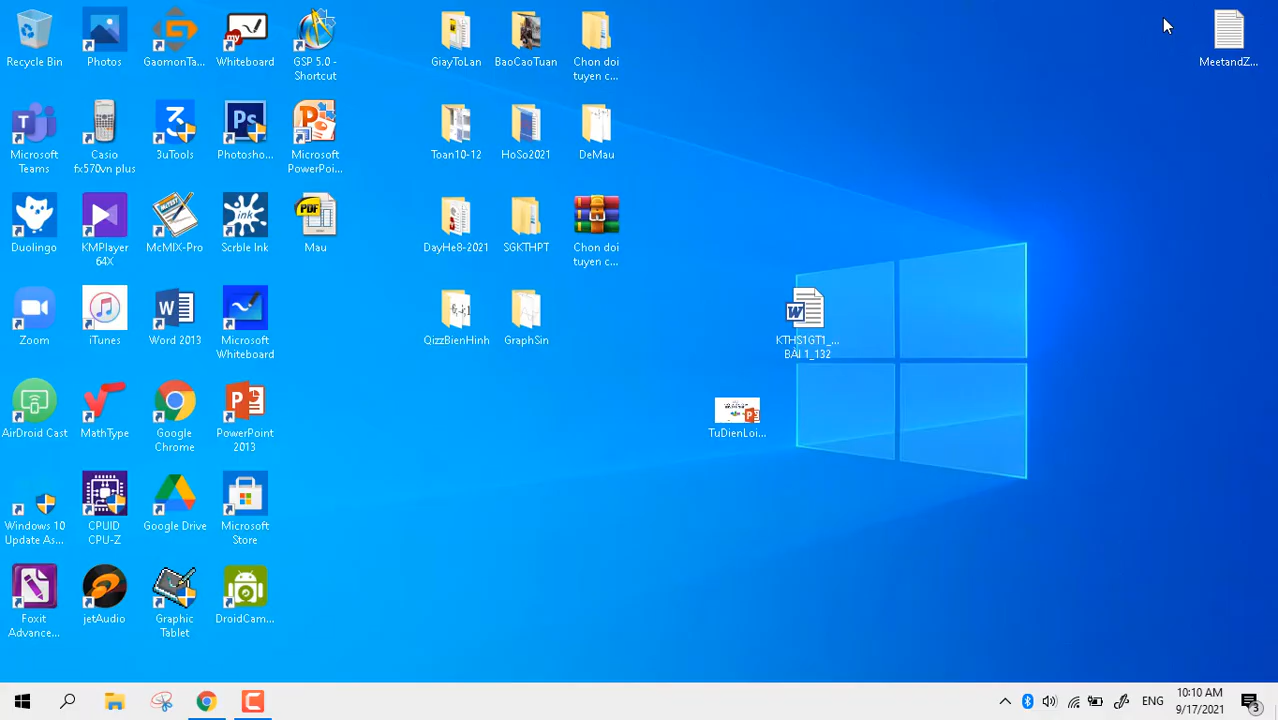 Recycle Bin
Photos
GaomonTa...
Whiteboard
GSP 5.0 -
Shortcut
GiayToLan
BaoCaoTuan
Chon doi
tuyen c...
MeetandZ...
Microsoft
Teams
Casio
fx570vn plus
3uTools
Photosho...
Microsoft
PowerPoi...
Toan10-12
HoSo2021
DeMau
Duolingo
KMPlayer
64X
McMIX-Pro
Scrble Ink
Mau
DayHe8-2021
SGKTHPT
Chon doi
tuyen c...
Zoom
iTunes
Word 2013
Microsoft
Whiteboard
QizzBienHinh
GraphSin
KTHS1GT1_...
BÀI 1_132
AirDroid Cast
MathType
Google
Chrome
PowerPoint
2013
TuDienLoi...
Windows 10
Update As...
CPUID
CPU-Z
Google Drive
Microsoft
Store
Foxit
Advance...
jetAudio
Graphic
Tablet
DroidCam...
ENG
10:10 AM
9/17/2021
3